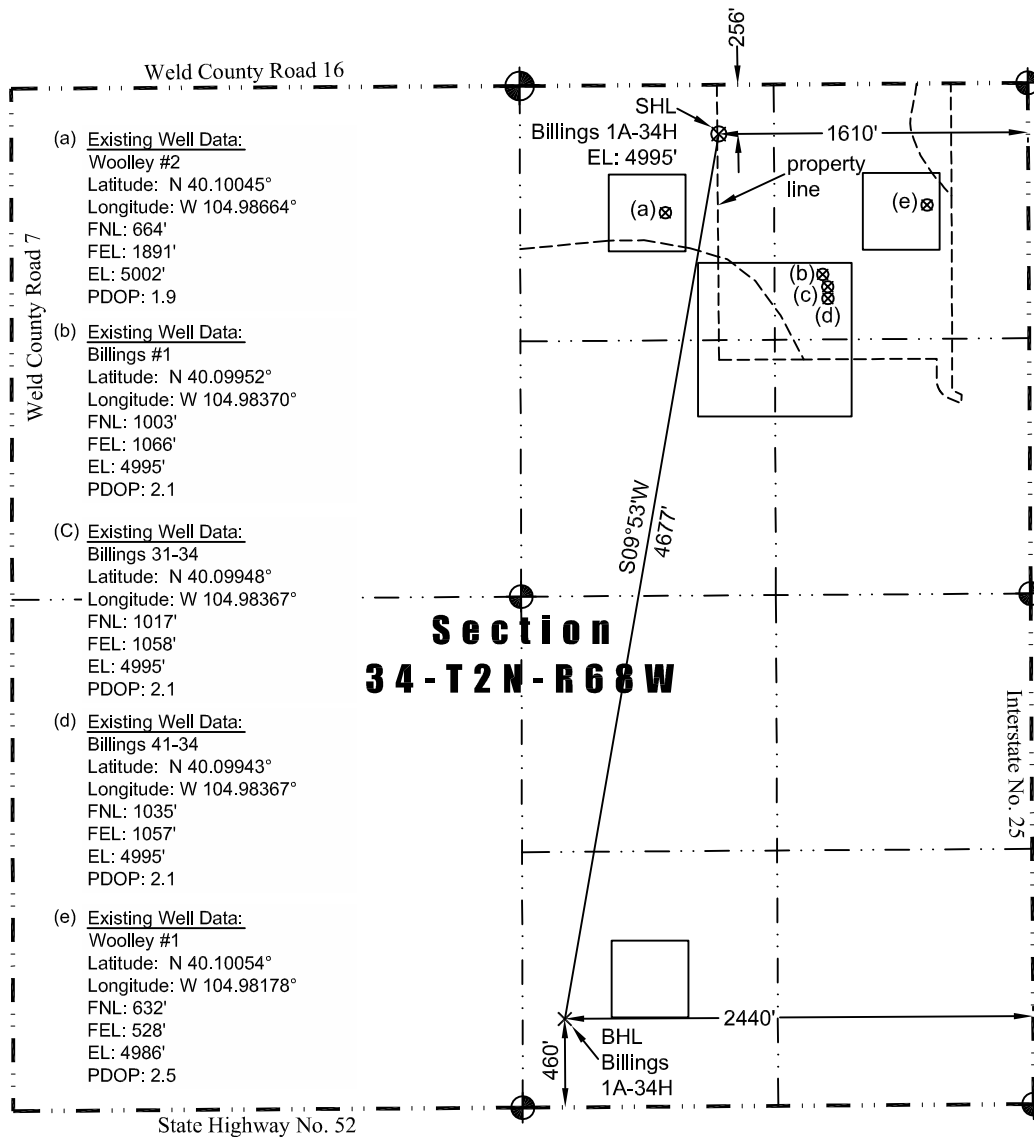 Weld County Road 16
256'
SHL
Billings 1A-34H
EL: 4995'
1610'
property
line
(a)
(e)
(b)
(c)
(d)
Weld County Road 7
(a) Existing Well Data:
Woolley #2
Latitude: N 40.10045°
Longitude: W 104.98664°
FNL: 664'
FEL: 1891'
EL: 5002'
PDOP: 1.9
(b) Existing Well Data:
Billings #1
Latitude: N 40.09952°
Longitude: W 104.98370°
FNL: 1003'
FEL: 1066'
EL: 4995'
PDOP: 2.1
(C) Existing Well Data:
Billings 31-34
Latitude: N 40.09948°
Longitude: W 104.98367°
FNL: 1017'
FEL: 1058'
EL: 4995'
PDOP: 2.1
(d) Existing Well Data:
Billings 41-34
Latitude: N 40.09943°
Longitude: W 104.98367°
FNL: 1035'
FEL: 1057'
EL: 4995'
PDOP: 2.1
(e) Existing Well Data:
Woolley #1
Latitude: N 40.10054°
Longitude: W 104.98178°
FNL: 632'
FEL: 528'
EL: 4986'
PDOP: 2.5
S09°53'W
4677'
Section
34-T2N-R68W
Interstate No. 25
2440'
460'
BHL
Billings
1A-34H
State Highway No. 52